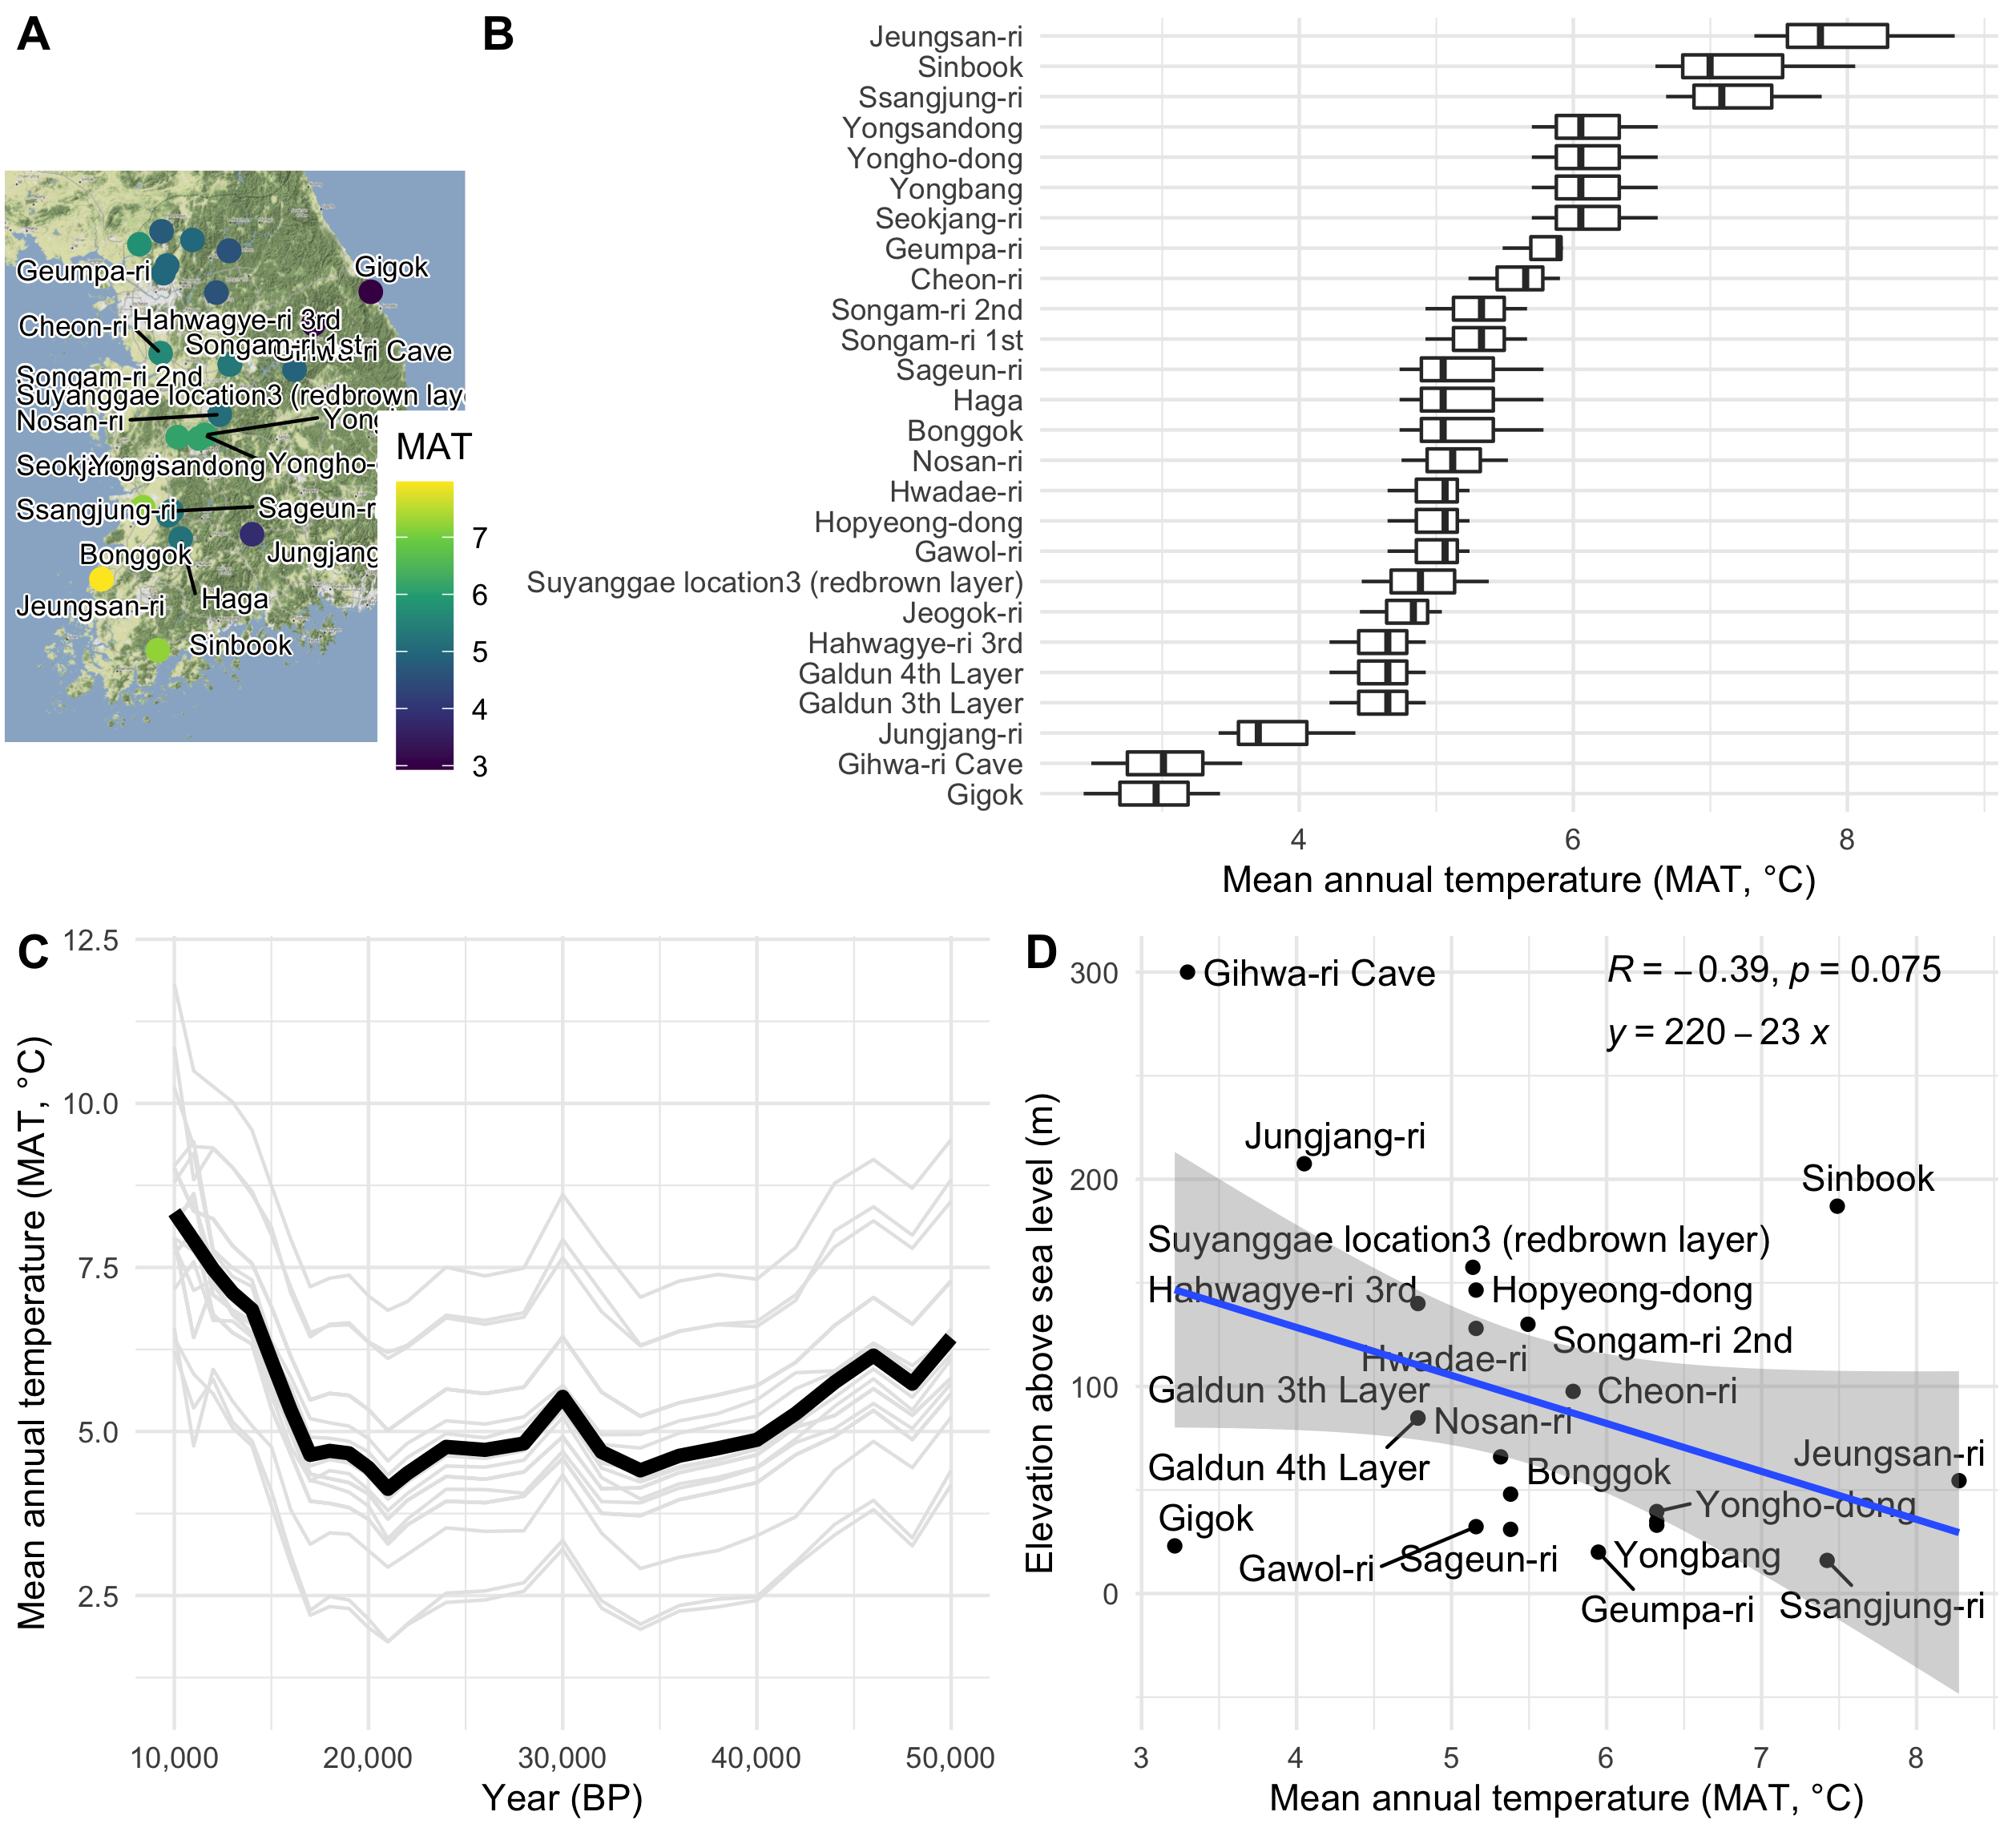 A
Geumpa-ri
Gigok
Cheon-ri
Hahwagye-ri 3rd
Songam-ri 1st
Gihwa-ri Cave
Songam-ri 2nd
Suyanggae location3 (redbrown lay
Nosan-ri
Yong
Seokja
Yongsandong
Yongho-
Ssangjung-ri
Sageun-r
Bonggok
Jungjang
Haga
Jeungsan-ri
Sinbook
MAT
7
6
5
4
3
B
Jeungsan-ri
Sinbook
Ssangjung-ri
Yongsandong
Yongho-dong
Yongbang
Seokjang-ri
Geumpa-ri
Cheon-ri
Songam-ri 2nd
Songam-ri 1st
Sageun-ri
Haga
Bonggok
Nosan-ri
Hwadae-ri
Hopyeong-dong
Gawol-ri
Suyanggae location3 (redbrown layer)
Jeogok-ri
Hahwagye-ri 3rd
Galdun 4th Layer
Galdun 3th Layer
Jungjang-ri
Gihwa-ri Cave
Gigok
4 6 8
Mean annual temperature (MAT, °C)
C
Mean annual temperature (MAT, °C)
12.5
10.0
7.5
5.0
2.5
10,000 20,000 30,000 40,000 50,000
Year (BP)
D
Elevation above sea level (m)
300
200
100
0
R = −0.39, p = 0.075
y = 220 − 23 x
Gihwa-ri Cave
Jungjang-ri
Sinbook
Suyanggae location3 (redbrown layer)
Hahwagye-ri 3rd
Hopyeong-dong
Songam-ri 2nd
Hwadae-ri
Galdun 3th Layer
Cheon-ri
Nosan-ri
Jeungsan-ri
Galdun 4th Layer
Bonggok
Yongho-dong
Gigok
Gawol-ri
Sageun-ri
Yongbang
Geumpa-ri
Ssangjung-ri
3 4 5 6 7 8
Mean annual temperature (MAT, °C)